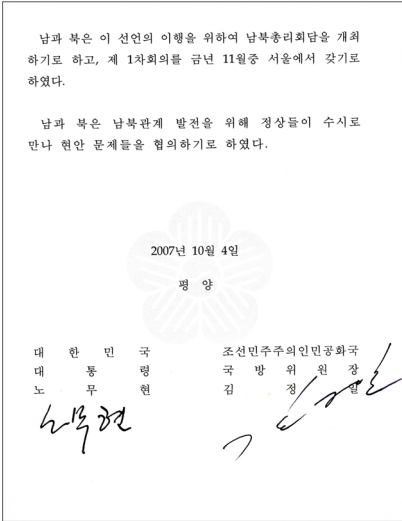 남과 북은 이 선언의 이행을 위하여 남북총리회담을 개최
하기로 하고, 제 1차회의를 금년 11월중 서울에서 갖기로
하였다.
남과 북은 남북관계 발전을 위해 정상들이 수시로
만나 현안 문제들을 협의하기로 하였다.
2007년 10월 4일
평 양
대 한 민 국 조선민주주의인민공화국
대 통 령 국 방 위 원 장
노 무 현 김 정 일
노무현 김정일